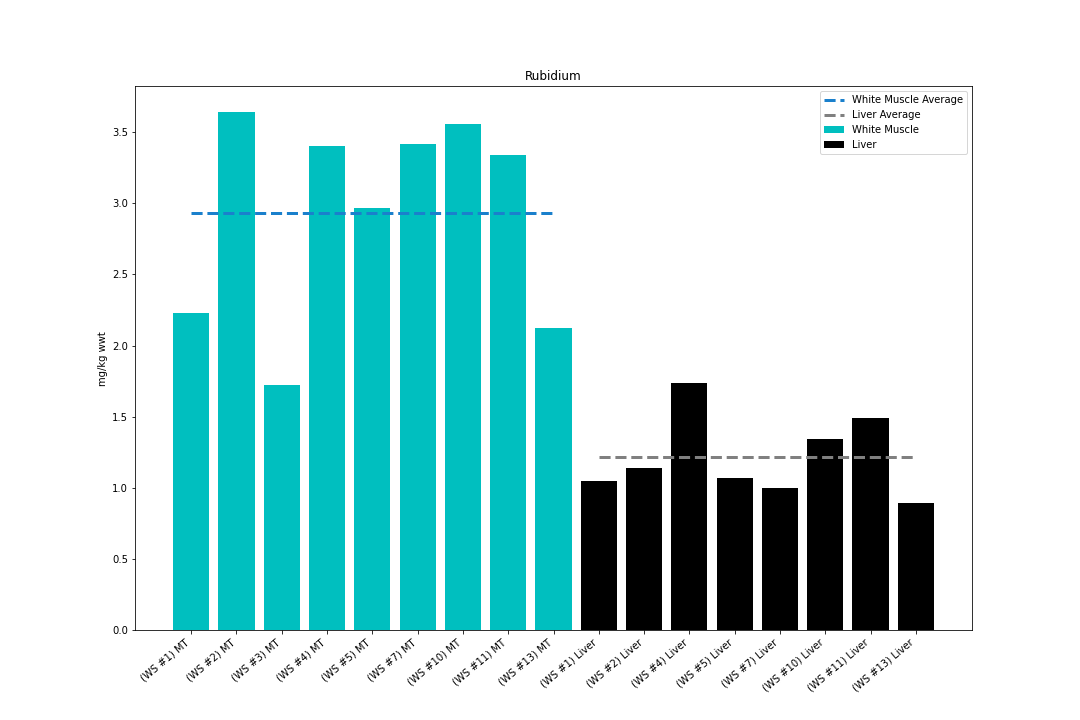 Rubidium
White Muscle Average
Liver Average
White Muscle
Liver
mg/kg wwt
3.5
3.0
2.5
2.0
1.5
1.0
0.5
0.0
(WS #1) MT
(WS #2) MT
(WS #3) MT
(WS #4) MT
(WS #5) MT
(WS #7) MT
(WS #10) MT
(WS #11) MT
(WS #13) MT
(WS #1) Liver
(WS #2) Liver
(WS #4) Liver
(WS #5) Liver
(WS #7) Liver
(WS #10) Liver
(WS #11) Liver
(WS #13) Liver